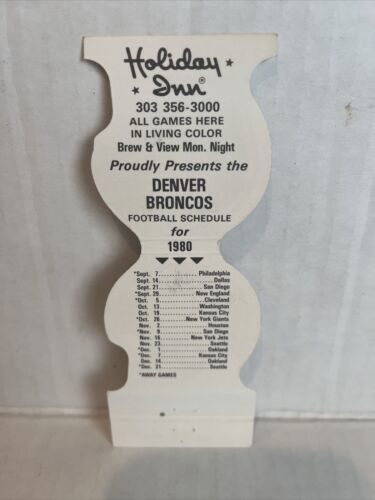 Holiday
Inn®
303 356-3000
ALL GAMES HERE
IN LIVING COLOR
Brew & View Mon. Night
Proudly Presents the
DENVER
BRONCOS
FOOTBALL SCHEDULE
for
1980
*Sept. 7 Philadelphia
Sept. 14 Dallas
Sept. 21 San Diego
*Sept. 29 New England
*Oct. 5 Cleveland
Oct. 13 Washington
Oct. 19 Kansas City
*Oct. 26 New York Giants
Nov. 2 Houston
*Nov. 9 San Diego
Nov. 16 New York Jets
Nov. 23 Seattle
*Dec. 1 Oakland
*Dec. 7 Kansas City
Dec. 14 Oakland
*Dec. 21 Seattle
*AWAY GAMES